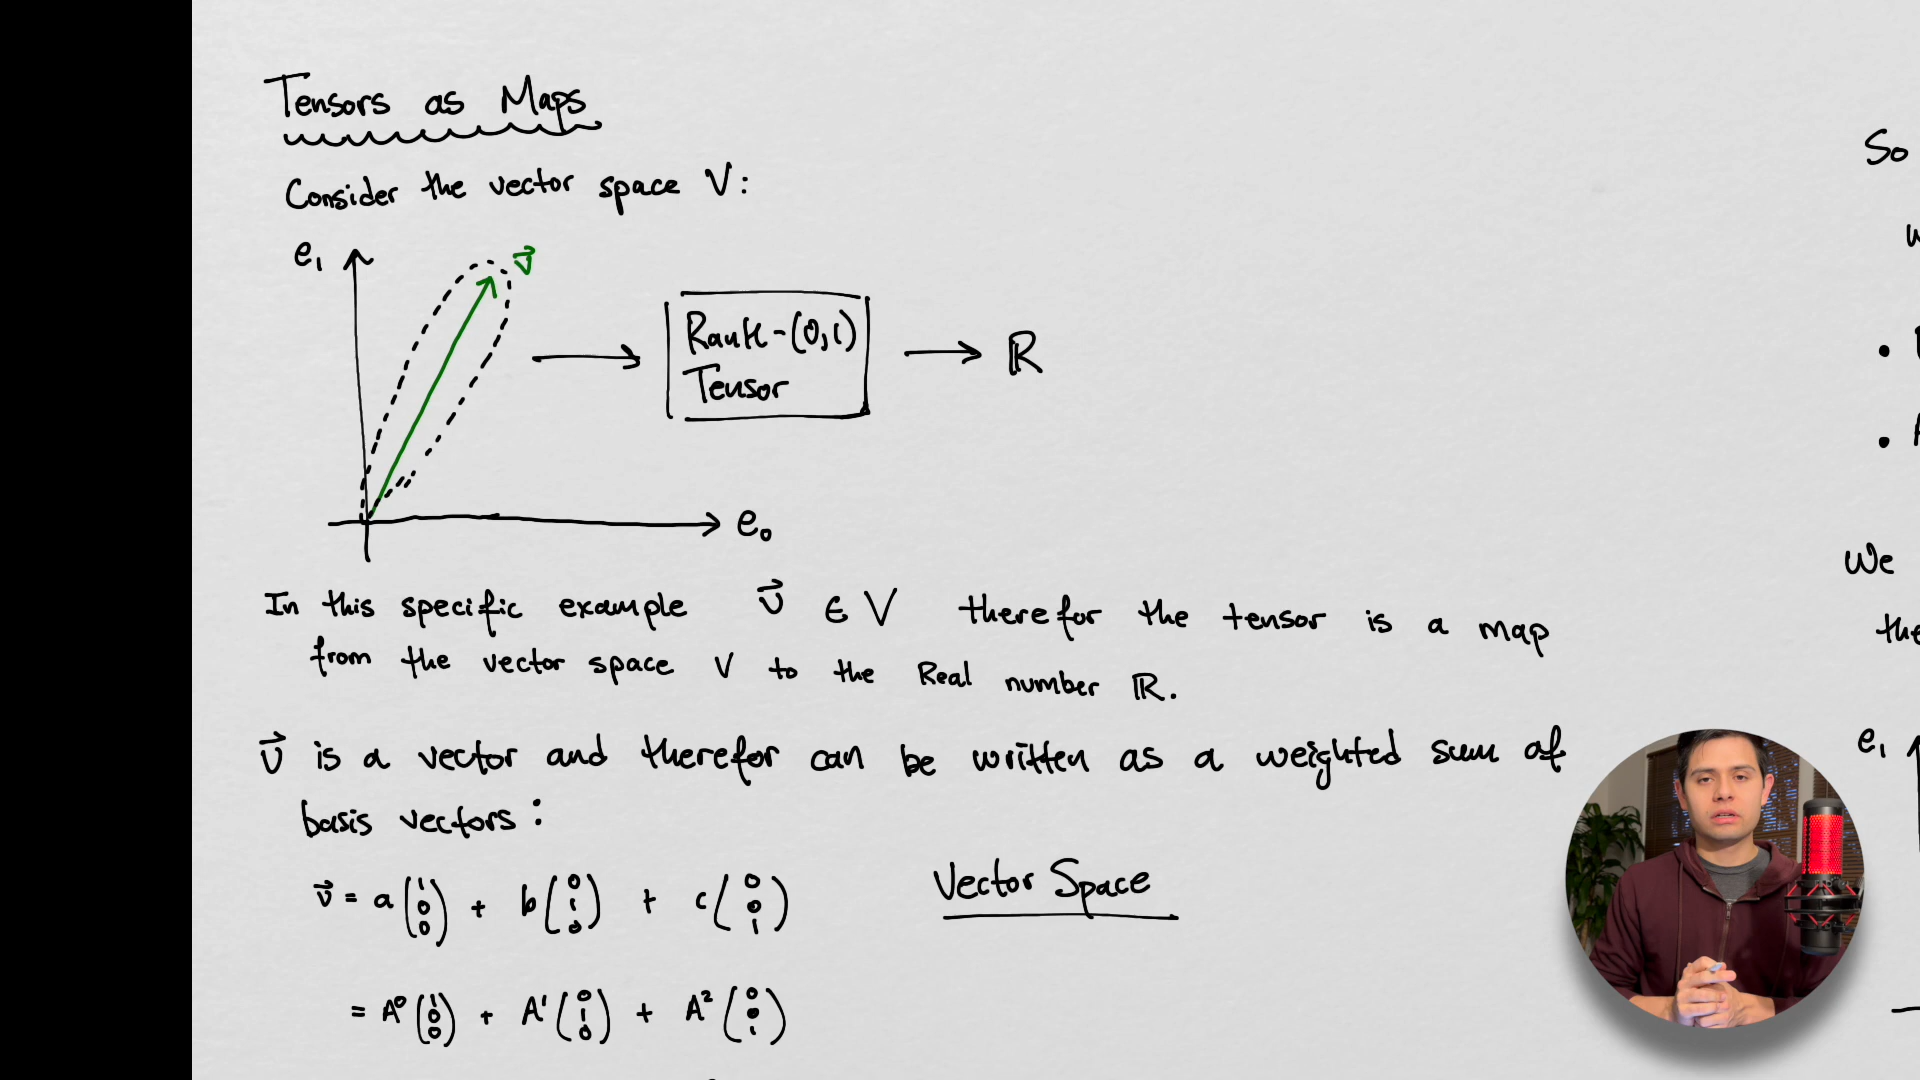 Tensors as Maps
Consider the vector space V:
e₁
v⃗
Rank-(0,1)
Tensor
ℝ
e₀
In this specific example v⃗ ∈ V therefor the tensor is a map
from the vector space V to the Real number ℝ.
v⃗ is a vector and therefor can be written as a weighted sum of
basis vectors:
v⃗ = a (1 0 0) + b (0 1 0) + c (0 0 1)
= A⁰ (1 0 0) + A¹ (0 1 0) + A² (0 0 1)
Vector Space
So
We
the
e₁